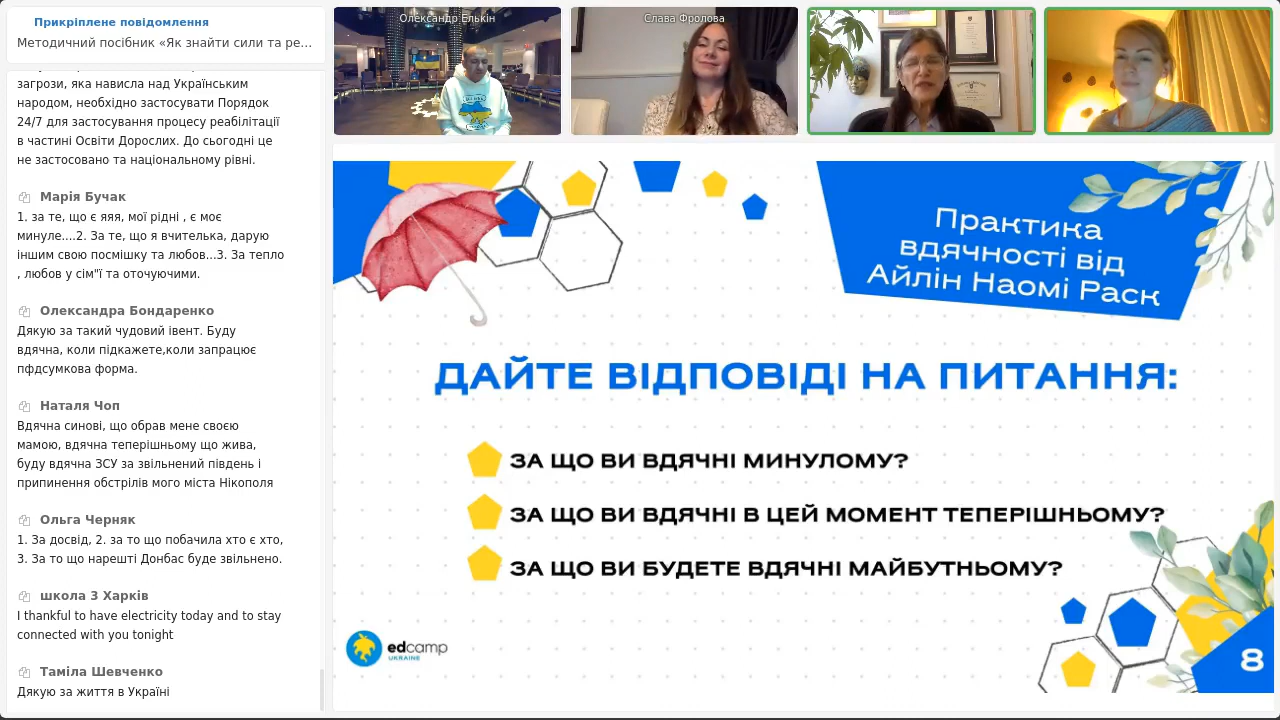 Прикріплене повідомлення
Методичний посібник «Як знайти сили та ре...
загрози, яка нависла над Українським
народом, необхідно застосувати Порядок
24/7 для застосування процесу реабілітації
в частині Освіти Дорослих. До сьогодні це
не застосовано та національному рівні.
Марія Бучак
1. за те, що є яяя, мої рідні , є моє
минуле....2. За те, що я вчителька, дарую
іншим свою посмішку та любов...3. За тепло
, любов у сім"ї та оточуючими.
Олександра Бондаренко
Дякую за такий чудовий івент. Буду
вдячна, коли підкажете,коли запрацює
пфдсумкова форма.
Наталя Чоп
Вдячна синові, що обрав мене своєю
мамою, вдячна теперішньому що жива,
буду вдячна ЗСУ за звільнений південь і
припинення обстрілів мого міста Нікополя
Ольга Черняк
1. За досвід, 2. за то що побачила хто є хто,
3. За то що нарешті Донбас буде звільнено.
школа 3 Харків
I thankful to have electricity today and to stay
connected with you tonight
Таміла Шевченко
Дякую за життя в Україні
Олександр Елькін
Слава Фролова
Практика
вдячності від
Айлін Наомі Раск
ДАЙТЕ ВІДПОВІДІ НА ПИТАННЯ:
ЗА ЩО ВИ ВДЯЧНІ МИНУЛОМУ?
ЗА ЩО ВИ ВДЯЧНІ В ЦЕЙ МОМЕНТ ТЕПЕРІШНЬОМУ?
ЗА ЩО ВИ БУДЕТЕ ВДЯЧНІ МАЙБУТНЬОМУ?
edcamp
UKRAINE
8